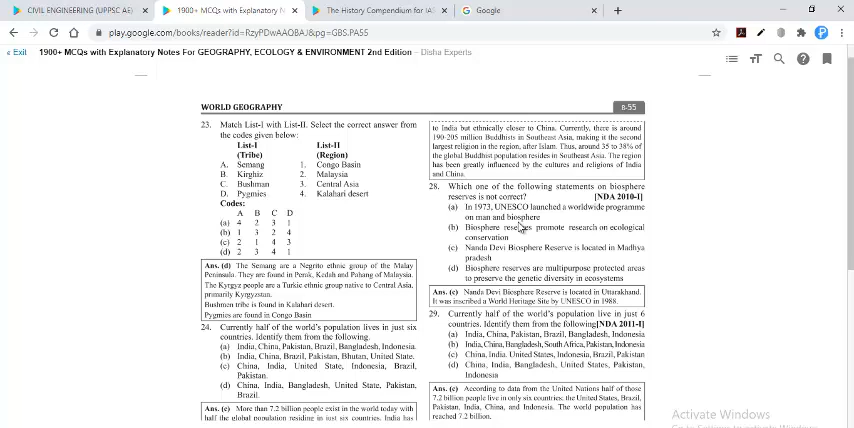 CIVIL ENGINEERING (UPPSC AE)
1900+ MCQs with Explanatory N
The History Compendium for IAS
Google
play.google.com/books/reader?id=RzyPDwAAQBAJ&pg=GBS.PA55
« Exit 1900+ MCQs with Explanatory Notes For GEOGRAPHY, ECOLOGY & ENVIRONMENT 2nd Edition – Disha Experts
WORLD GEOGRAPHY
B-55
23. Match List-I with List-II. Select the correct answer from
the codes given below:
List-I List-II
(Tribe) (Region)
A. Semang 1. Congo Basin
B. Kirghiz 2. Malaysia
C. Bushman 3. Central Asia
D. Pygmies 4. Kalahari desert
Codes:
A B C D
(a) 4 2 3 1
(b) 1 3 2 4
(c) 2 1 4 3
(d) 2 3 4 1
Ans. (d) The Semang are a Negrito ethnic group of the Malay
Peninsula. They are found in Perak, Kedah and Pahang of Malaysia.
The Kyrgyz people are a Turkic ethnic group native to Central Asia,
primarily Kyrgyzstan.
Bushmen tribe is found in Kalahari desert.
Pygmies are found in Congo Basin
24. Currently half of the world's population lives in just six
countries. Identify them from the following.
(a) India, China, Pakistan, Brazil, Bangladesh, Indonesia.
(b) India, China, Brazil, Pakistan, Bhutan, United State.
(c) China, India, United State, Indonesia, Brazil,
Pakistan.
(d) China, India, Bangladesh, United State, Pakistan,
Brazil.
Ans. (c) More than 7.2 billion people exist in the world today with
half the global population residing in just six countries. India has
to India but ethnically closer to China. Currently, there is around
190-205 million Buddhists in Southeast Asia, making it the second
largest religion in the region, after Islam. Thus, around 35 to 38% of
the global Buddhist population resides in Southeast Asia. The region
has been greatly influenced by the cultures and religions of India
and China.
28. Which one of the following statements on biosphere
reserves is not correct? [NDA 2010-I]
(a) In 1973, UNESCO launched a worldwide programme
on man and biosphere
(b) Biosphere reserves promote research on ecological
conservation
(c) Nanda Devi Biosphere Reserve is located in Madhya
pradesh
(d) Biosphere reserves are multipurpose protected areas
to preserve the genetic diversity in ecosystems
Ans. (c) Nanda Devi Biosphere Reserve is located in Uttarakhand.
It was inscribed a World Heritage Site by UNESCO in 1988.
29. Currently half of the world's population live in just 6
countries. Identify them from the following[NDA 2011-I]
(a) India, China, Pakistan, Brazil, Bangladesh, Indonesia
(b) India, China, Bangladesh, South Africa, Pakistan, Indonesia
(c) China, India, United States, Indonesia, Brazil, Pakistan
(d) China, India, Bangladesh, United States, Pakistan,
Indonesia
Ans. (c) According to data from the United Nations half of those
7.2 billion people live in only six countries: the United States, Brazil,
Pakistan, India, China, and Indonesia. The world population has
reached 7.2 billion.
Activate Windows